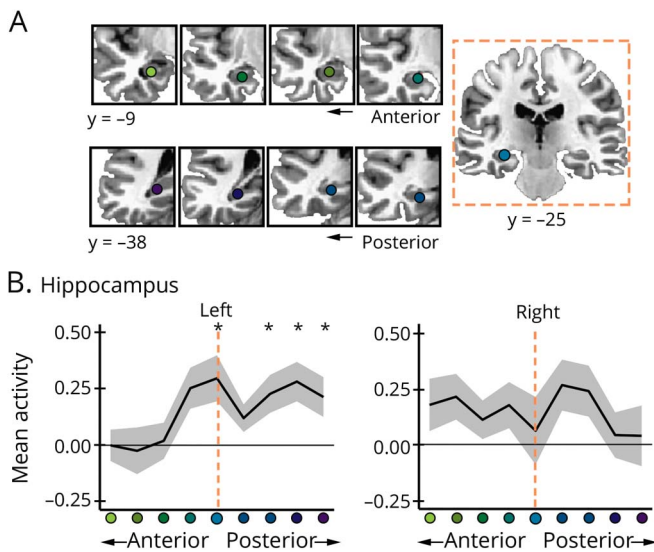 A
y = –9
Anterior
y = –38
Posterior
y = –25
B. Hippocampus
Left
Right
* * * *
Mean activity
0.50
0.25
0.00
–0.25
0.50
0.25
0.00
–0.25
Anterior Posterior
Anterior Posterior